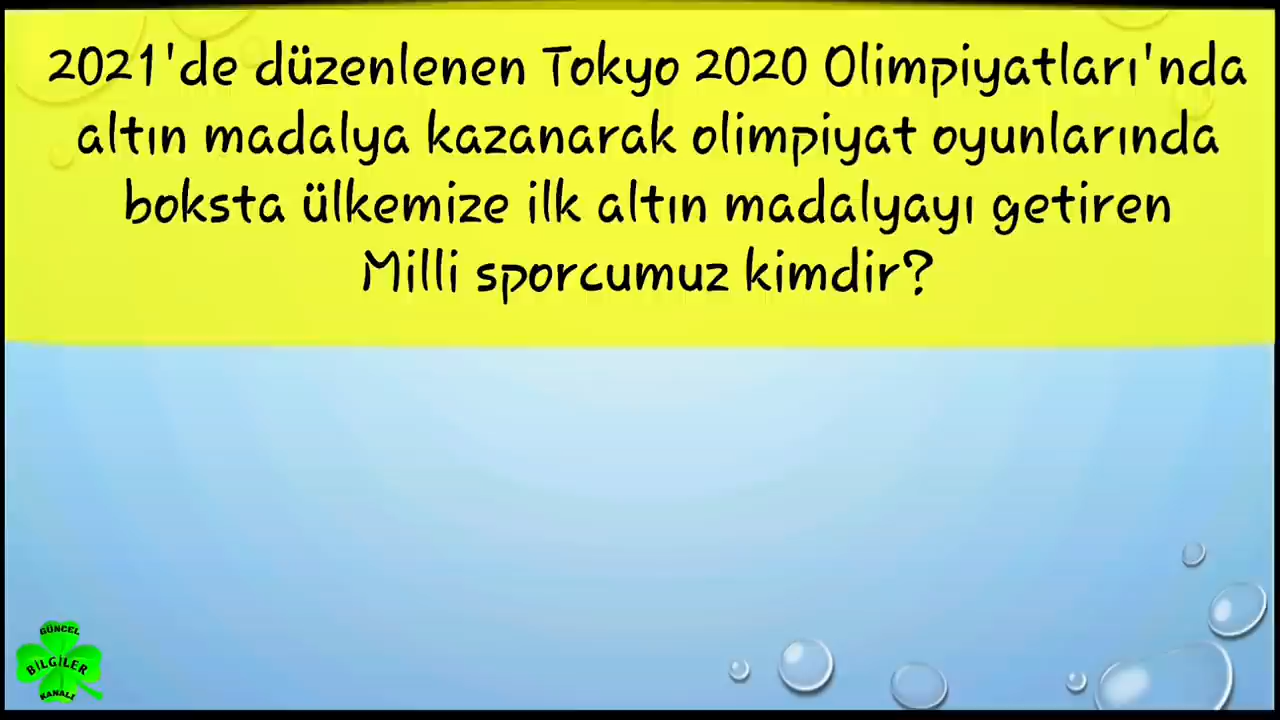 2021'de düzenlenen Tokyo 2020 Olimpiyatları'nda
altın madalya kazanarak olimpiyat oyunlarında
boksta ülkemize ilk altın madalyayı getiren
Milli sporcumuz kimdir?
GÜNCEL
BİLGİLER
KANALI